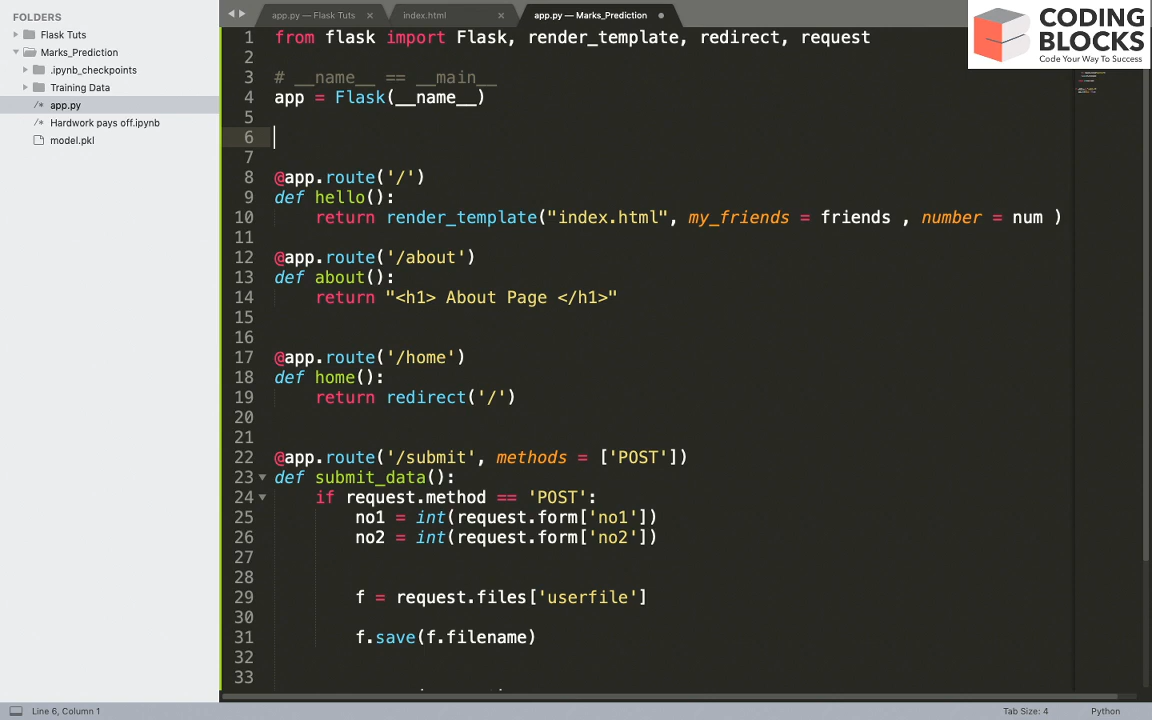 FOLDERS
Flask Tuts
Marks_Prediction
.ipynb_checkpoints
Training Data
app.py
Hardwork pays off.ipynb
model.pkl
app.py — Flask Tuts
index.html
app.py — Marks_Prediction
CODING
BLOCKS
Code Your Way To Success
1 from flask import Flask, render_template, redirect, request
2
3 # __name__ == __main__
4 app = Flask(__name__)
5
6
7
8 @app.route('/')
9 def hello():
10 return render_template("index.html", my_friends = friends , number = num )
11
12 @app.route('/about')
13 def about():
14 return "<h1> About Page </h1>"
15
16
17 @app.route('/home')
18 def home():
19 return redirect('/')
20
21
22 @app.route('/submit', methods = ['POST'])
23 def submit_data():
24 if request.method == 'POST':
25 no1 = int(request.form['no1'])
26 no2 = int(request.form['no2'])
27
28
29 f = request.files['userfile']
30
31 f.save(f.filename)
32
33
Line 6, Column 1
Tab Size: 4
Python